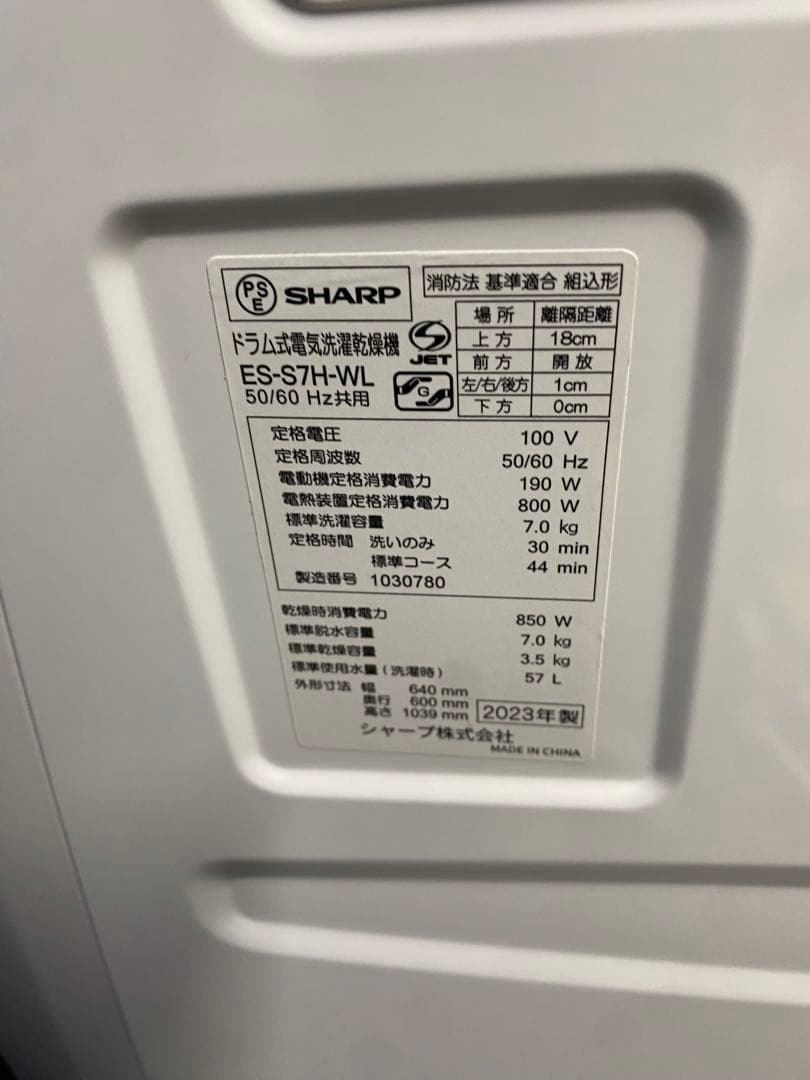 PSE SHARP
消防法 基準適合 組込形
場所 離隔距離
上方 18cm
前方 開放
左/右/後方 1cm
下方 0cm
ドラム式電気洗濯乾燥機
S JET
ES-S7H-WL
50/60 Hz共用
G
定格電圧 100 V
定格周波数 50/60 Hz
電動機定格消費電力 190 W
電熱装置定格消費電力 800 W
標準洗濯容量 7.0 kg
定格時間 洗いのみ 30 min
標準コース 44 min
製造番号 1030780
乾燥時消費電力 850 W
標準脱水容量 7.0 kg
標準乾燥容量 3.5 kg
標準使用水量(洗濯時) 57 L
外形寸法 幅 640 mm
奥行 600 mm
高さ 1039 mm 2023年製
シャープ株式会社
MADE IN CHINA